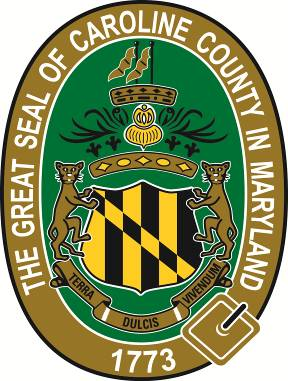 THE GREAT SEAL OF CAROLINE COUNTY IN MARYLAND
TERRA DULCIS VIVENDUM
1773